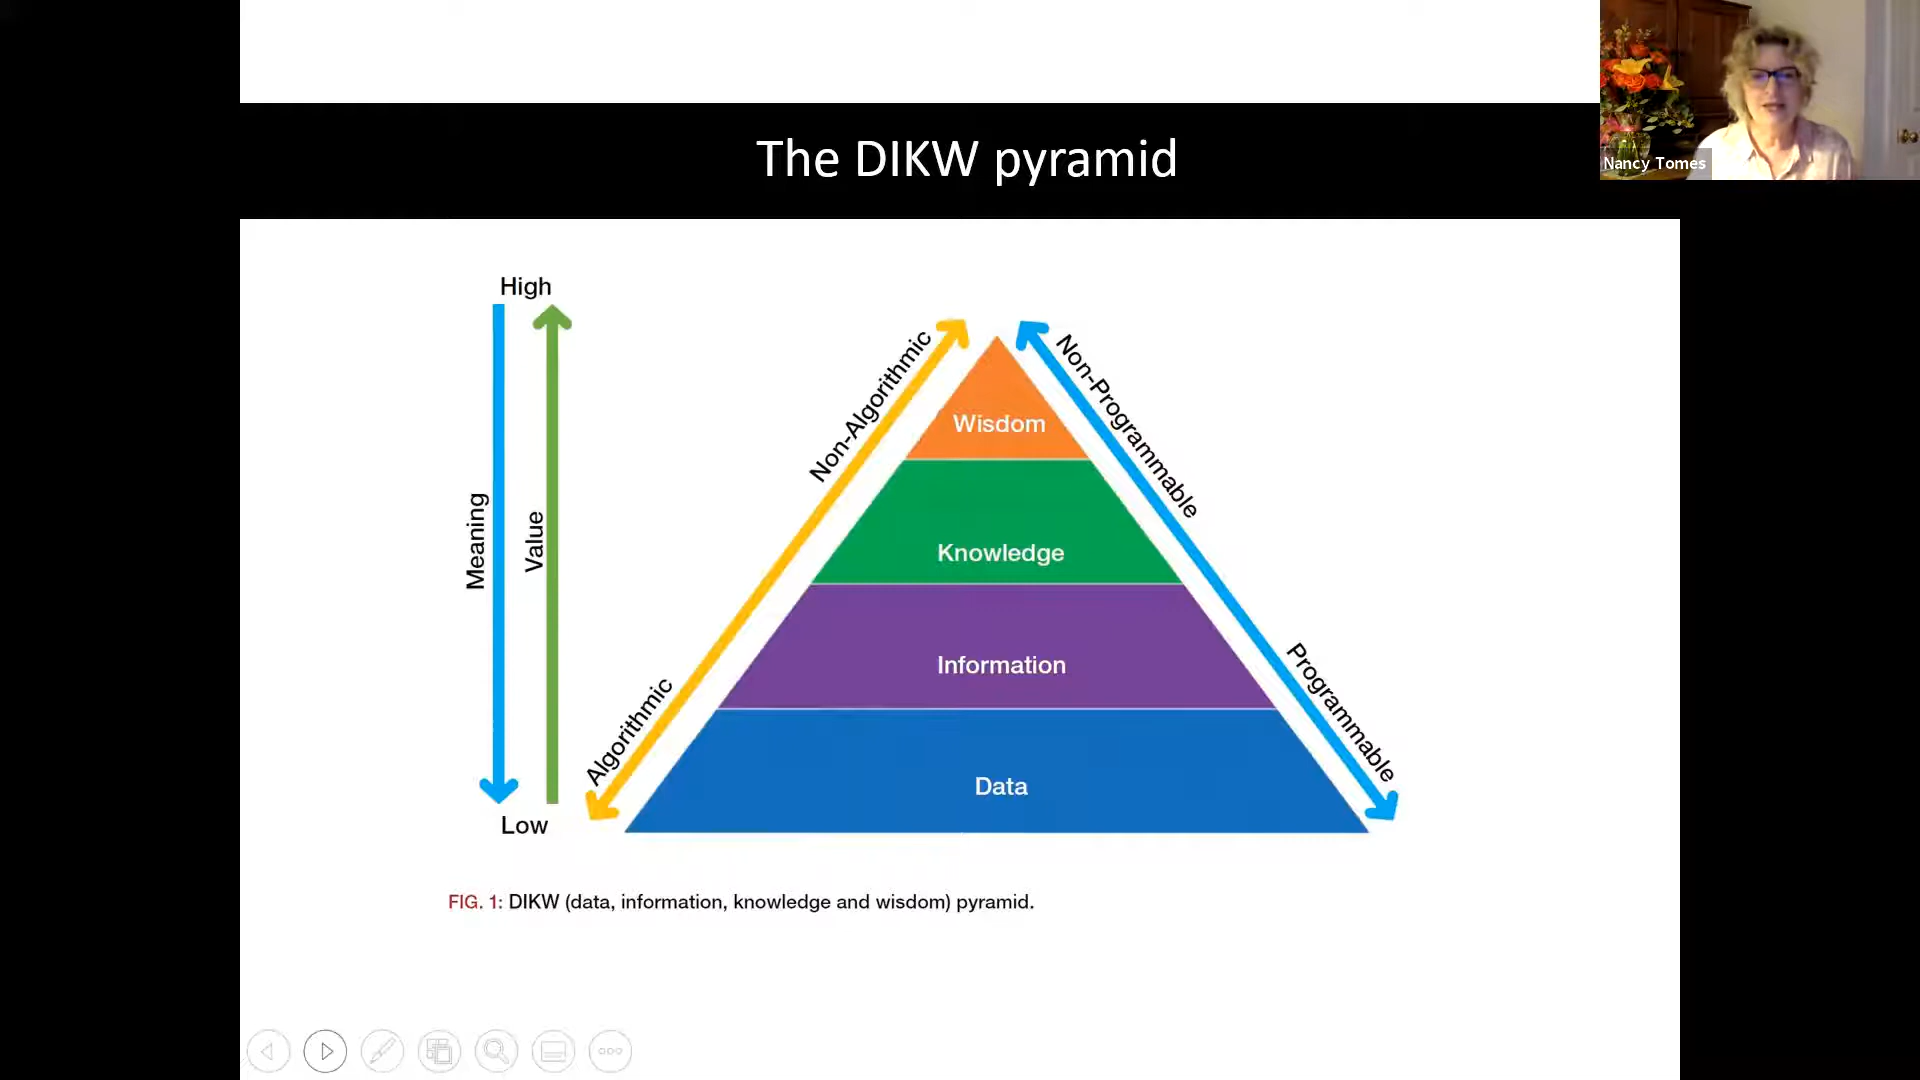 Nancy Tomes
The DIKW pyramid
High
Meaning
Value
Low
Non-Algorithmic
Algorithmic
Non-Programmable
Programmable
Wisdom
Knowledge
Information
Data
FIG. 1: DIKW (data, information, knowledge and wisdom) pyramid.